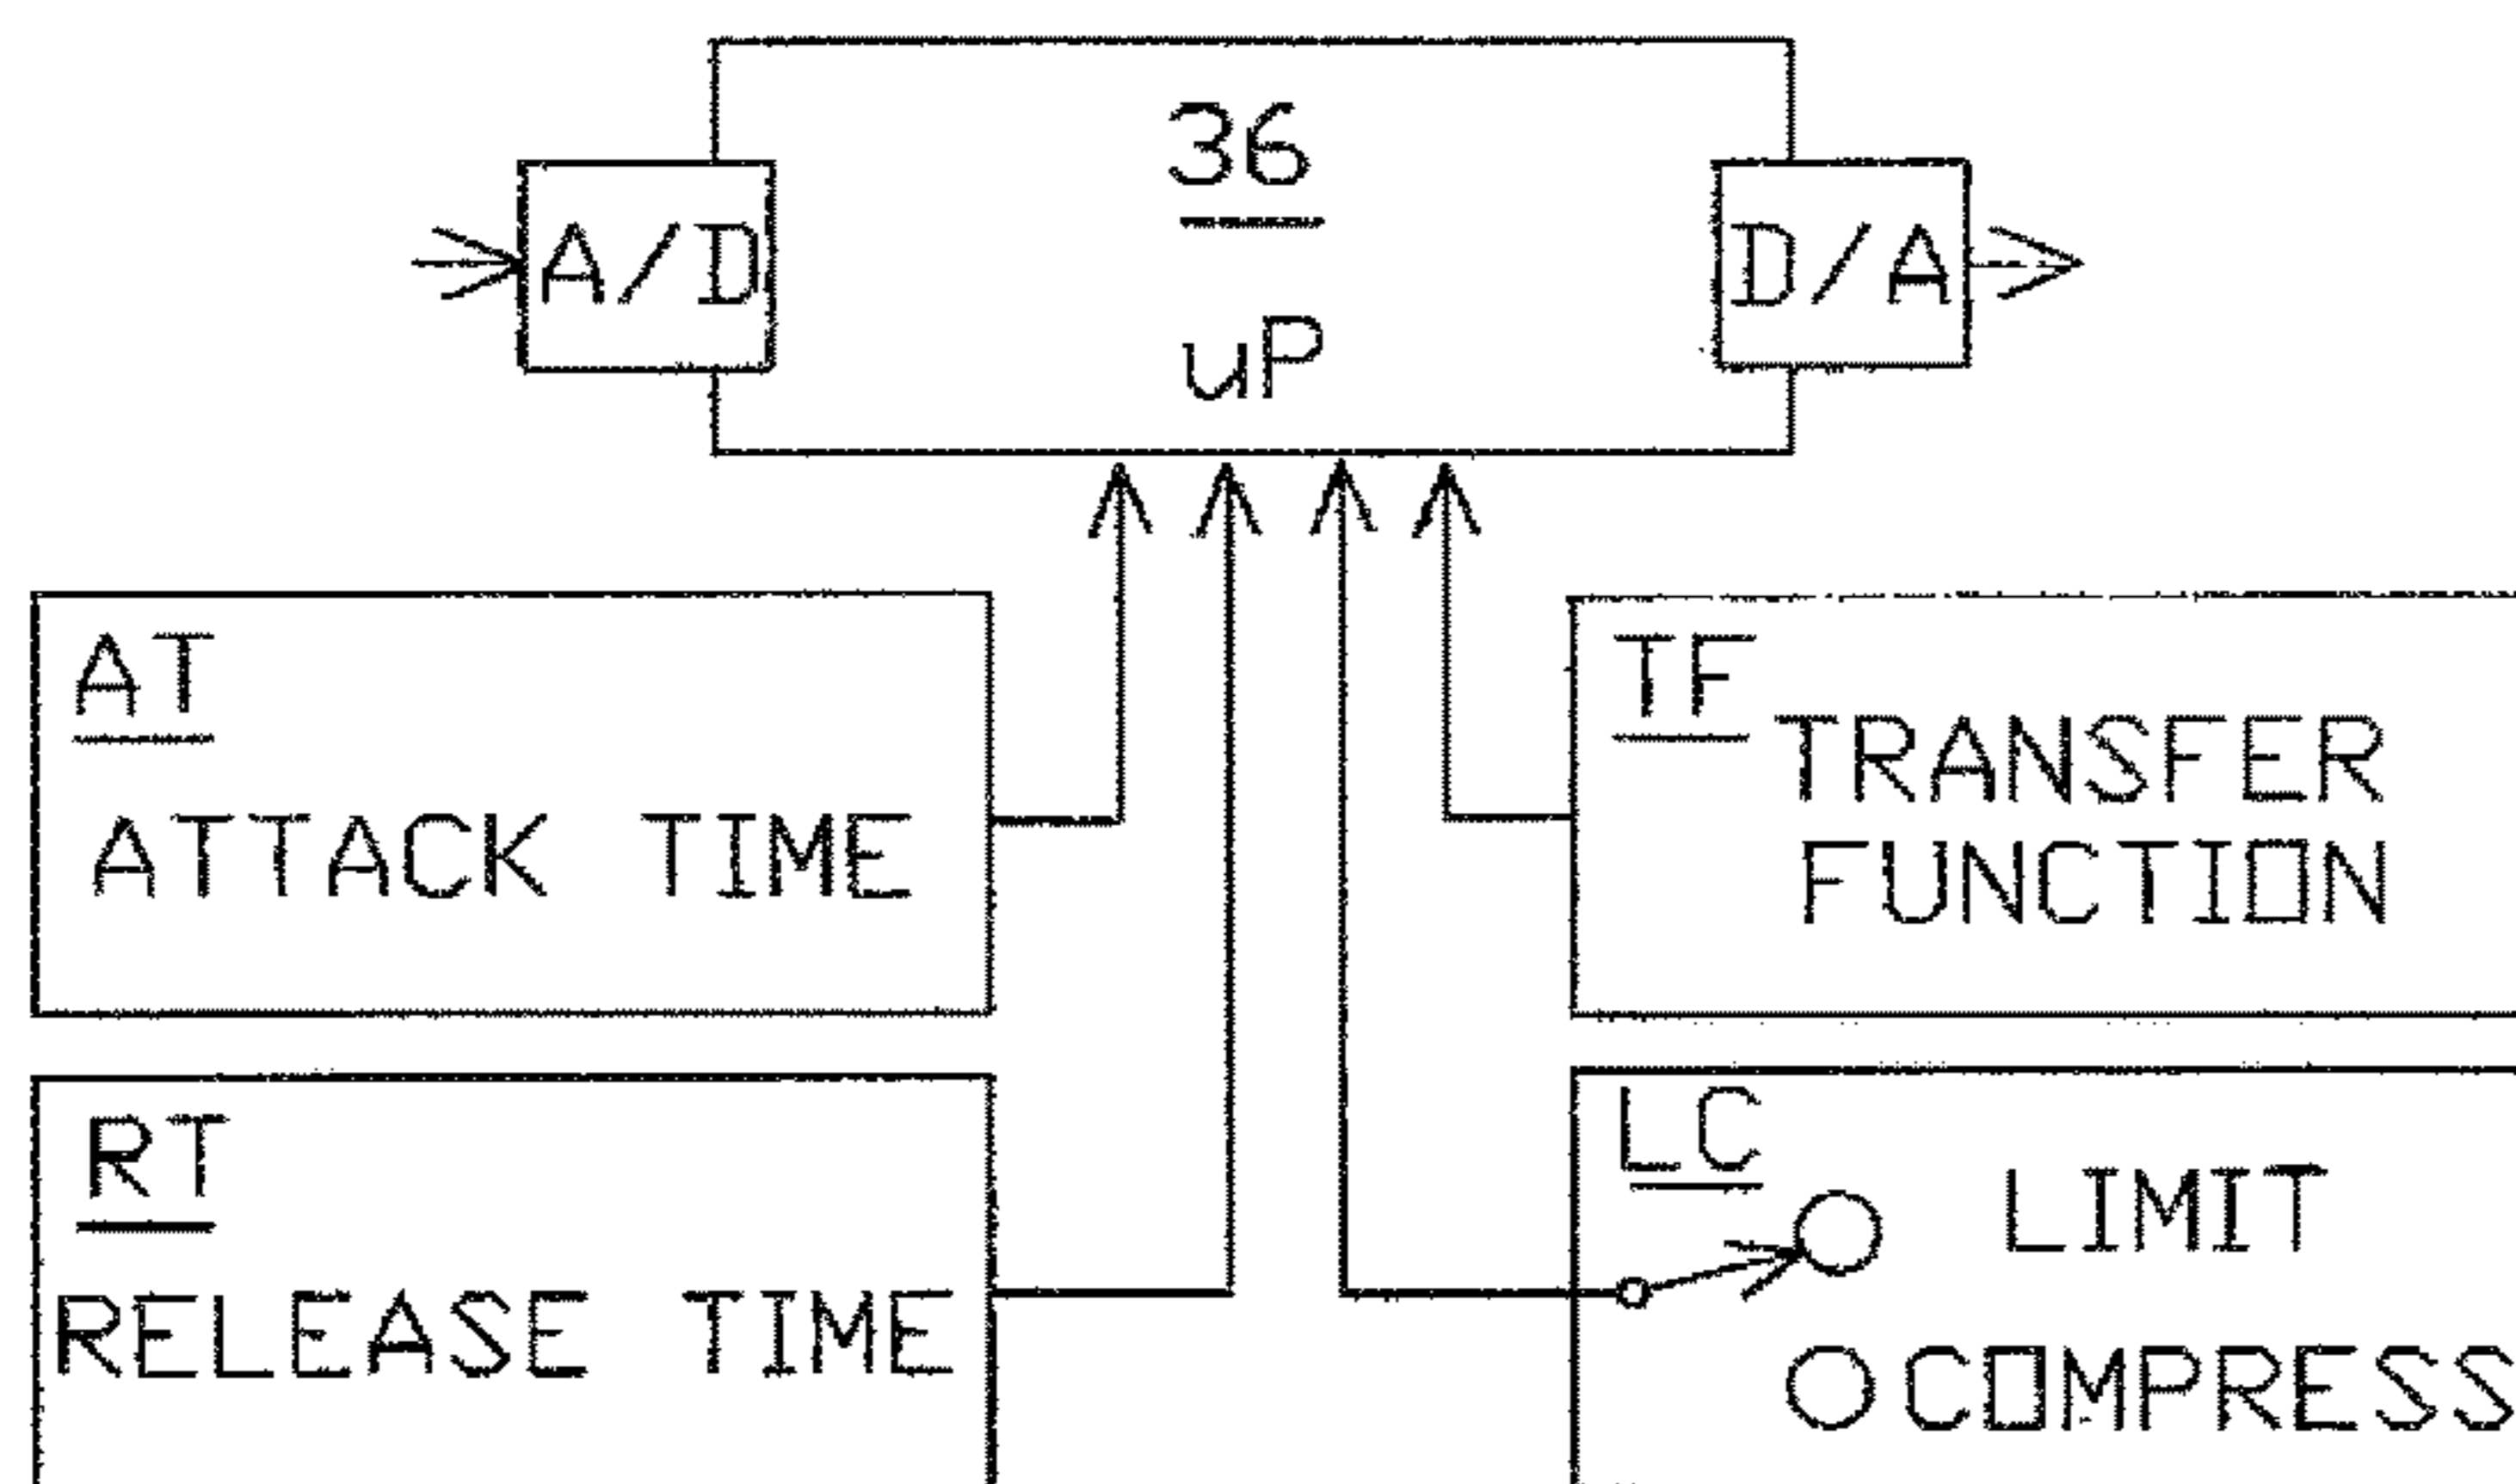 36
A/D
D/A
uP
AT
ATTACK TIME
TF
TRANSFER
FUNCTION
RT
RELEASE TIME
LC
LIMIT
COMPRESS